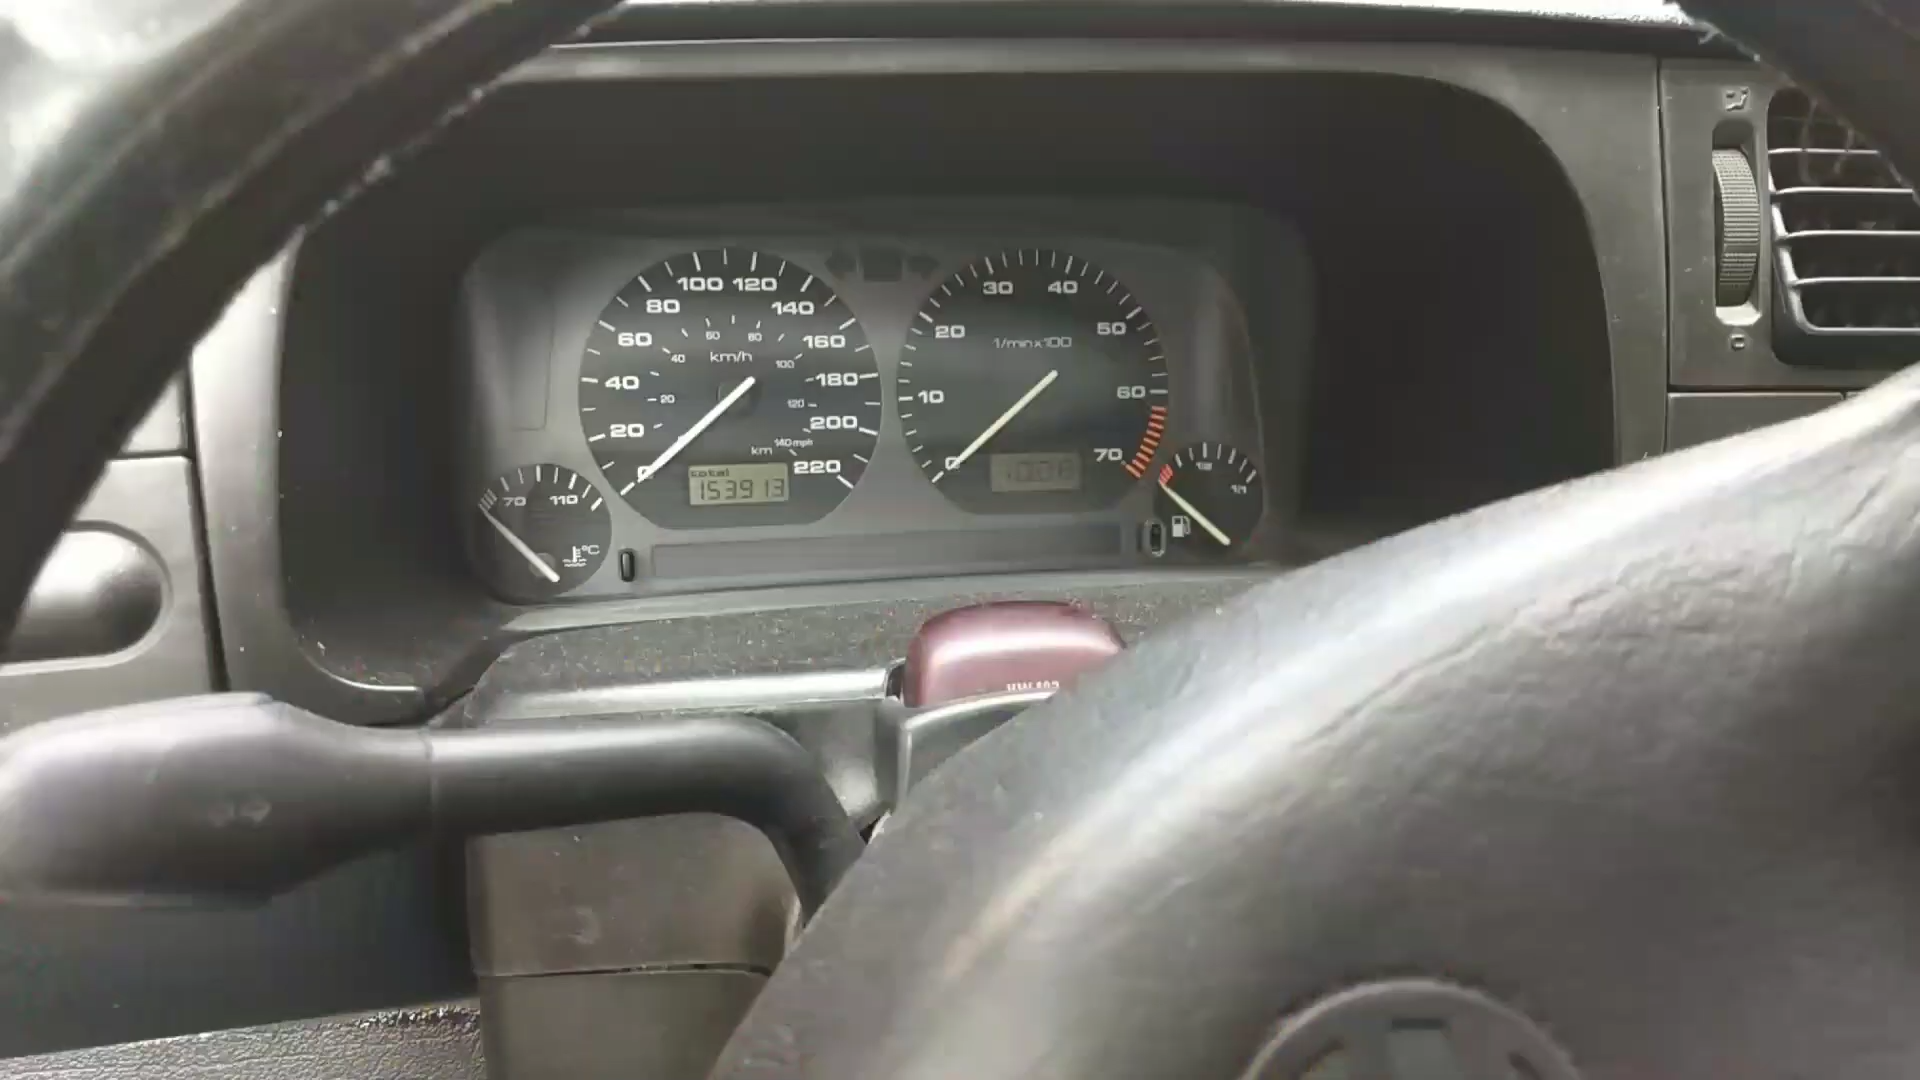 100 120
80 140
60 160
40 180
20 200
0 220
60 80
40 100
20 120
140 mph
km/h
km
total
153913
30 40
20 50
10 60
0 70
1/min x 100
70 110
°C
1/1